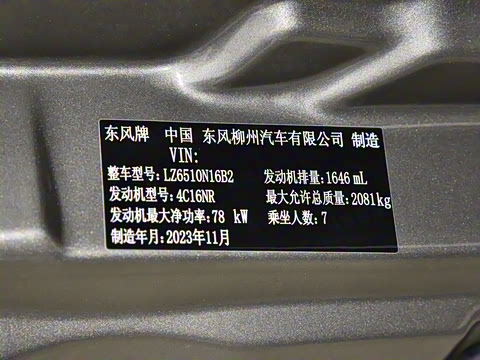 东风牌 中国 东风柳州汽车有限公司 制造
VIN:
整车型号:LZ6510N16B2 发动机排量:1646 mL
发动机型号:4C16NR 最大允许总质量:2081kg
发动机最大净功率:78 kW 乘坐人数:7
制造年月:2023年11月